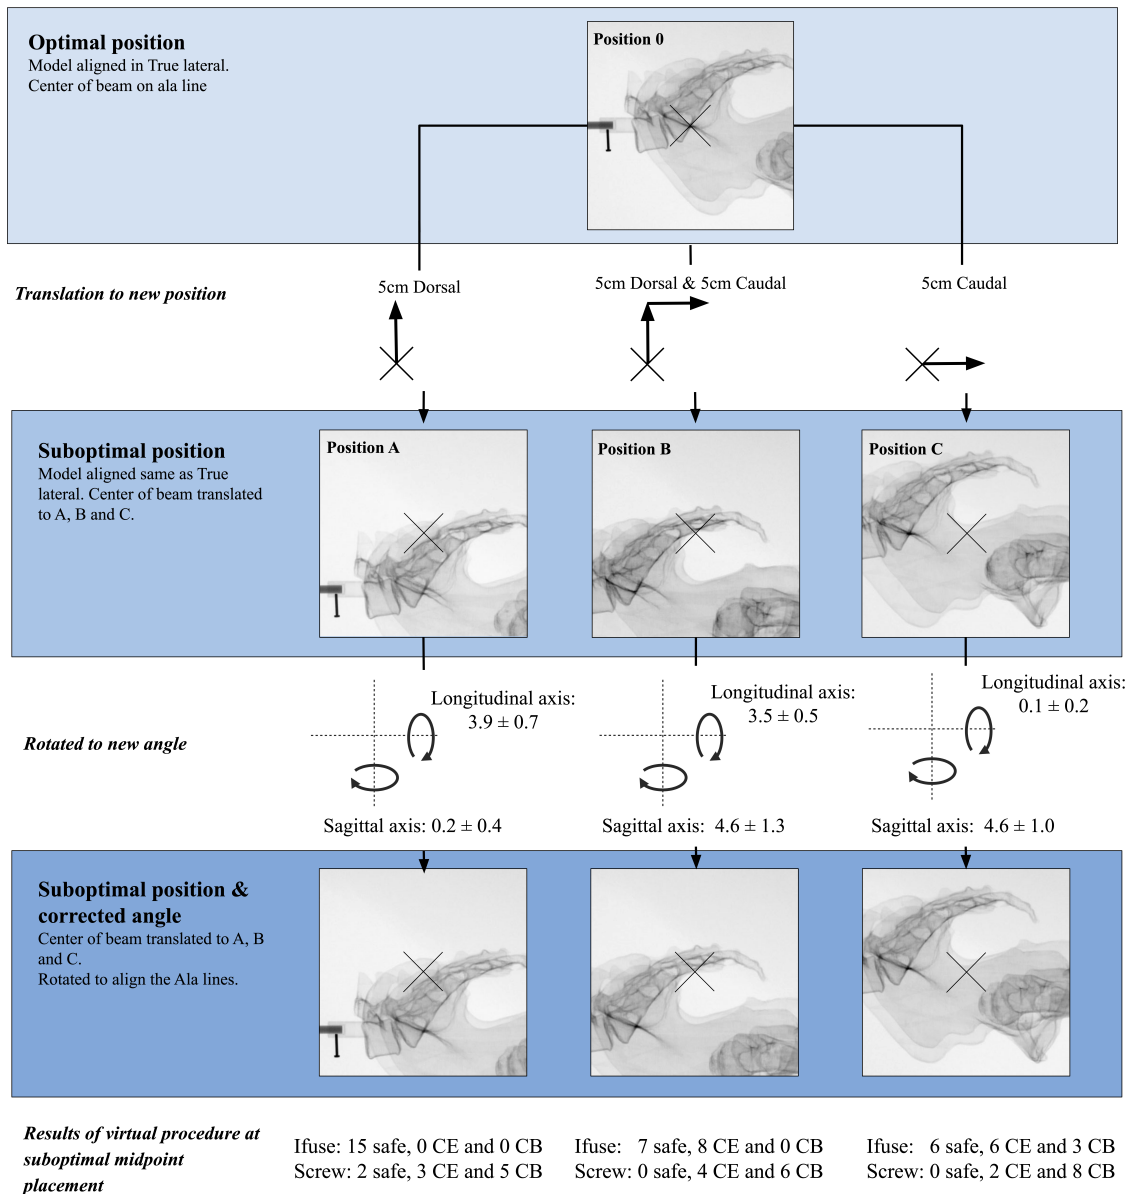 Optimal position
Model aligned in True lateral.
Center of beam on ala line
Position 0
Translation to new position
5cm Dorsal
5cm Dorsal & 5cm Caudal
5cm Caudal
Suboptimal position
Model aligned same as True
lateral. Center of beam translated
to A, B and C.
Position A
Position B
Position C
Rotated to new angle
Longitudinal axis:
3.9 ± 0.7
Longitudinal axis:
3.5 ± 0.5
Longitudinal axis:
0.1 ± 0.2
Sagittal axis: 0.2 ± 0.4
Sagittal axis: 4.6 ± 1.3
Sagittal axis: 4.6 ± 1.0
Suboptimal position &
corrected angle
Center of beam translated to A, B
and C.
Rotated to align the Ala lines.
Results of virtual procedure at
suboptimal midpoint
placement
Ifuse: 15 safe, 0 CE and 0 CB
Screw: 2 safe, 3 CE and 5 CB
Ifuse: 7 safe, 8 CE and 0 CB
Screw: 0 safe, 4 CE and 6 CB
Ifuse: 6 safe, 6 CE and 3 CB
Screw: 0 safe, 2 CE and 8 CB